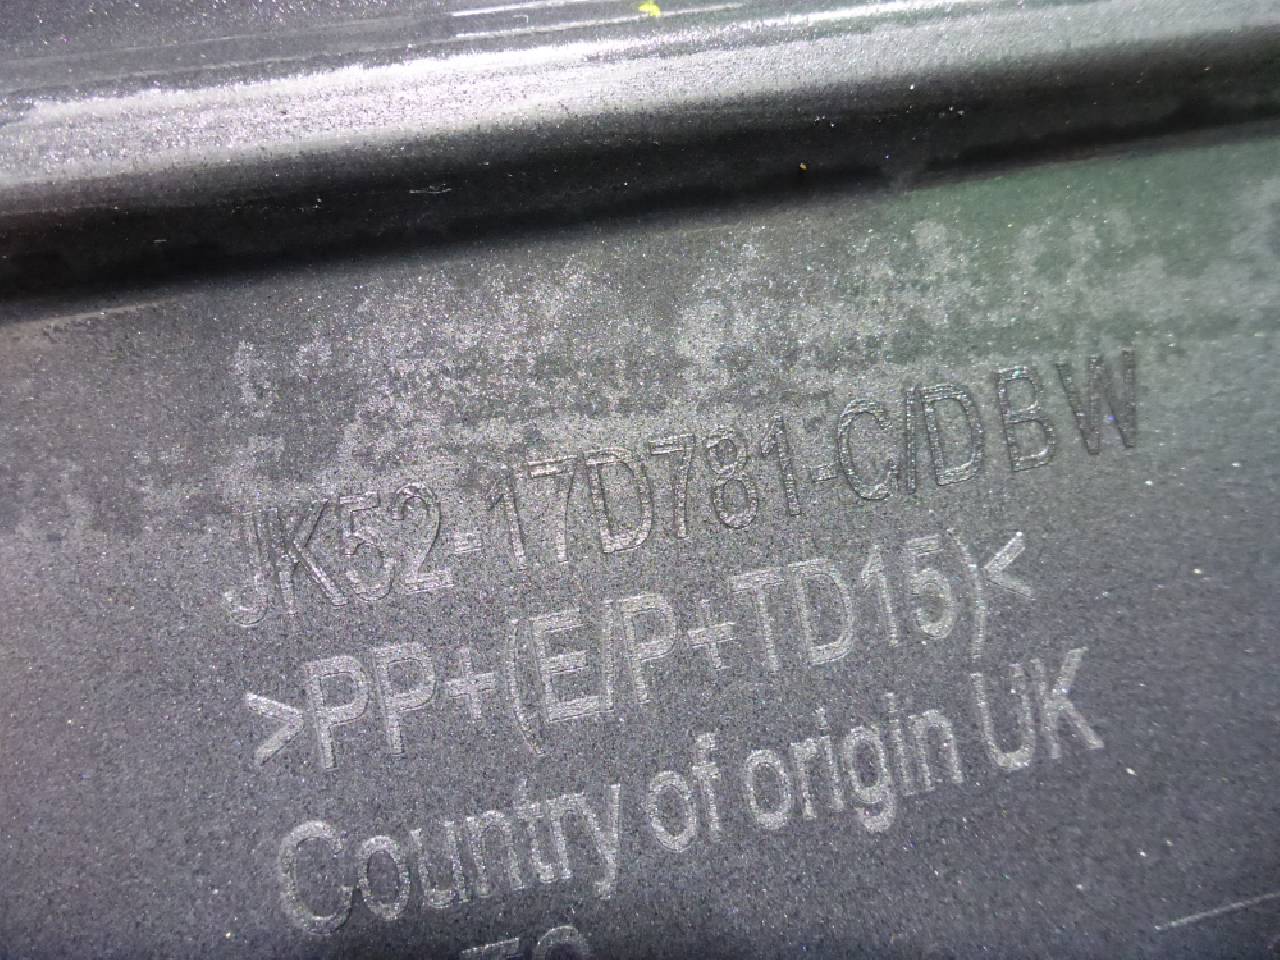 JK52-17D781-C/DBW
>PP+(E/P+TD15)<
Country of origin UK